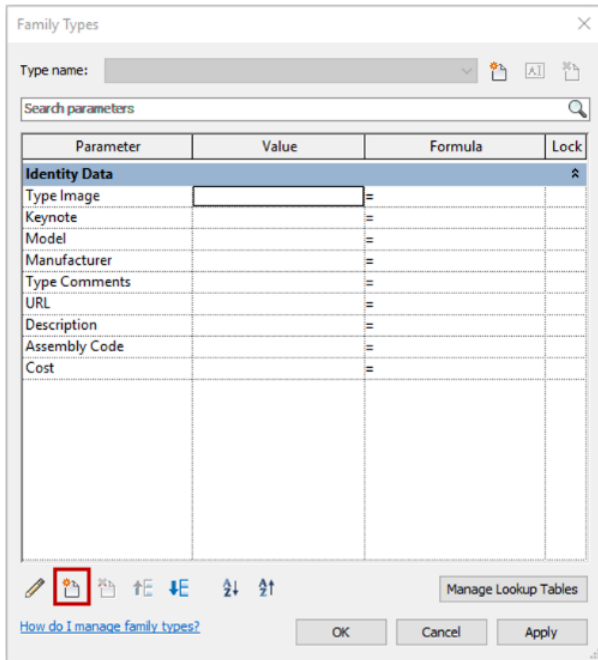 Family Types
Type name:
Search parameters
Parameter Value Formula Lock
Identity Data
Type Image =
Keynote =
Model =
Manufacturer =
Type Comments =
URL =
Description =
Assembly Code =
Cost =
Manage Lookup Tables
How do I manage family types? OK Cancel Apply